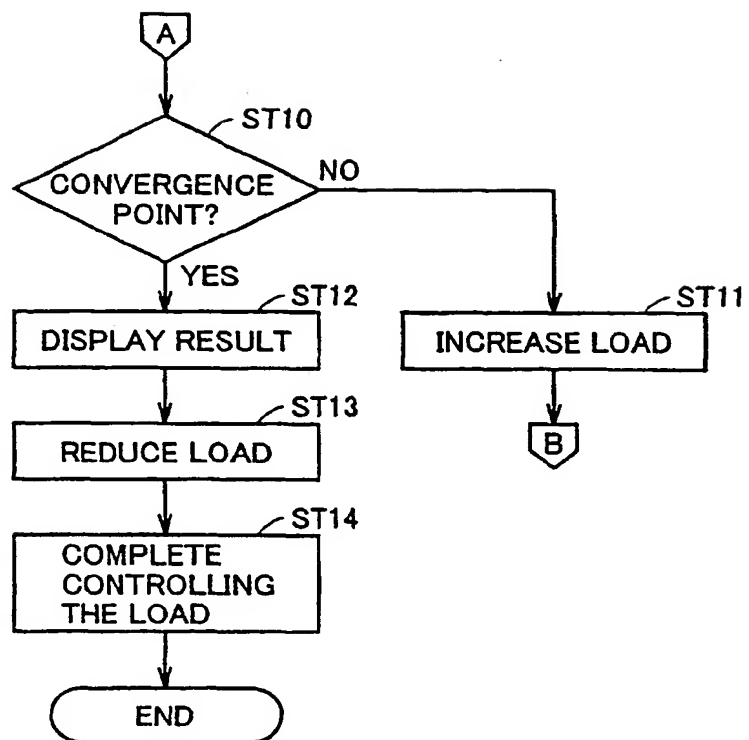 A
ST10
CONVERGENCE
POINT?
NO
YES
ST12
DISPLAY RESULT
ST11
INCREASE LOAD
ST13
REDUCE LOAD
B
ST14
COMPLETE
CONTROLLING
THE LOAD
END